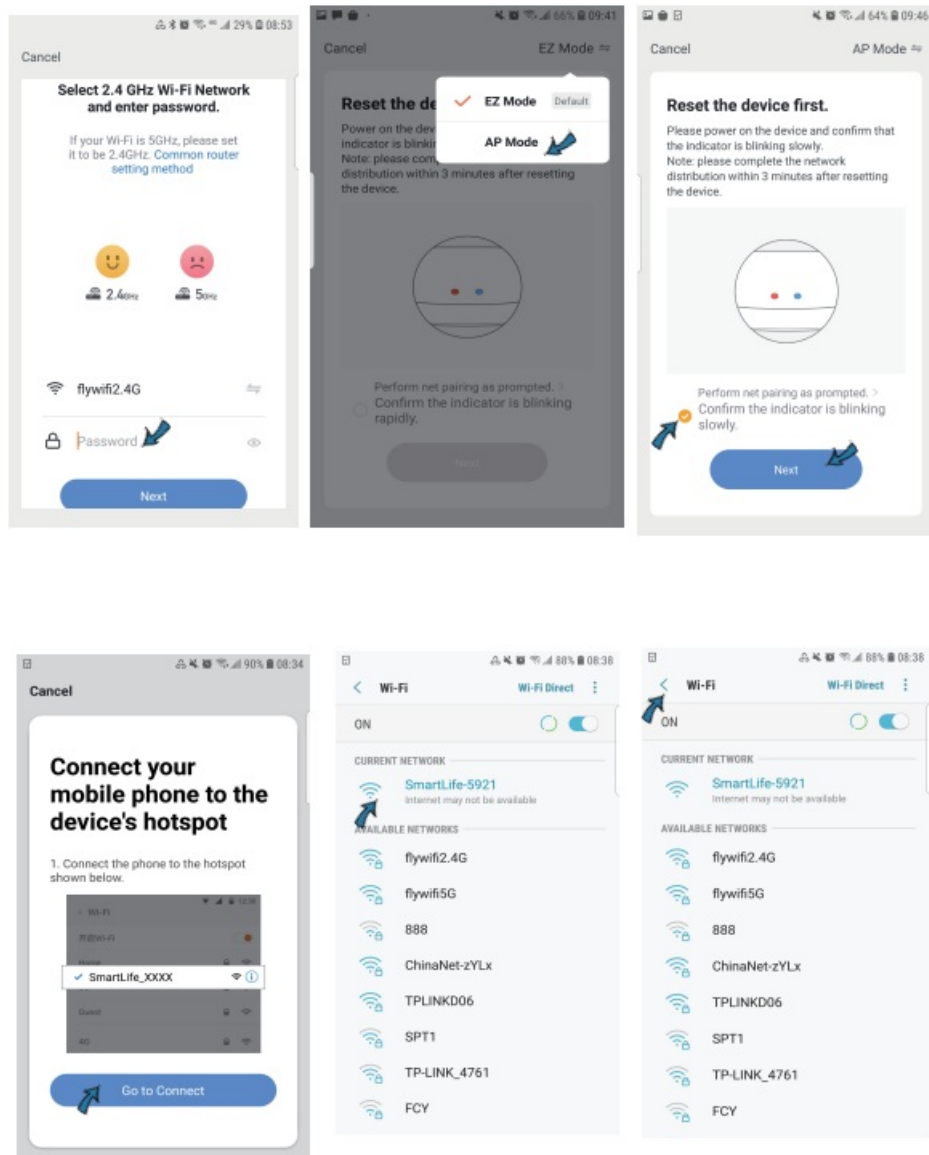 29% 08:53
Cancel
Select 2.4 GHz Wi-Fi Network
and enter password.
If your Wi-Fi is 5GHz, please set
it to be 2.4GHz. Common router
setting method
2.4GHz 5GHz
flywifi2.4G
Password
Next
66% 09:41
Cancel EZ Mode
EZ Mode Default
AP Mode
Reset the de
Power on the dev
indicator is blinkin
Note: please comp
distribution within 3 minutes after resetting
the device.
Perform net pairing as prompted. >
Confirm the indicator is blinking
rapidly.
Next
64% 09:46
Cancel AP Mode
Reset the device first.
Please power on the device and confirm that
the indicator is blinking slowly.
Note: please complete the network
distribution within 3 minutes after resetting
the device.
Perform net pairing as prompted. >
Confirm the indicator is blinking
slowly.
Next
90% 08:34
Cancel
Connect your
mobile phone to the
device's hotspot
1. Connect the phone to the hotspot
shown below.
Wi-Fi
Home
SmartLife_XXXX
Guest
4G
Go to Connect
88% 08:38
Wi-Fi Wi-Fi Direct
ON
CURRENT NETWORK
SmartLife-5921
Internet may not be available
AVAILABLE NETWORKS
flywifi2.4G
flywifi5G
888
ChinaNet-zYLx
TPLINKD06
SPT1
TP-LINK_4761
FCY
88% 08:38
Wi-Fi Wi-Fi Direct
ON
CURRENT NETWORK
SmartLife-5921
Internet may not be available
AVAILABLE NETWORKS
flywifi2.4G
flywifi5G
888
ChinaNet-zYLx
TPLINKD06
SPT1
TP-LINK_4761
FCY